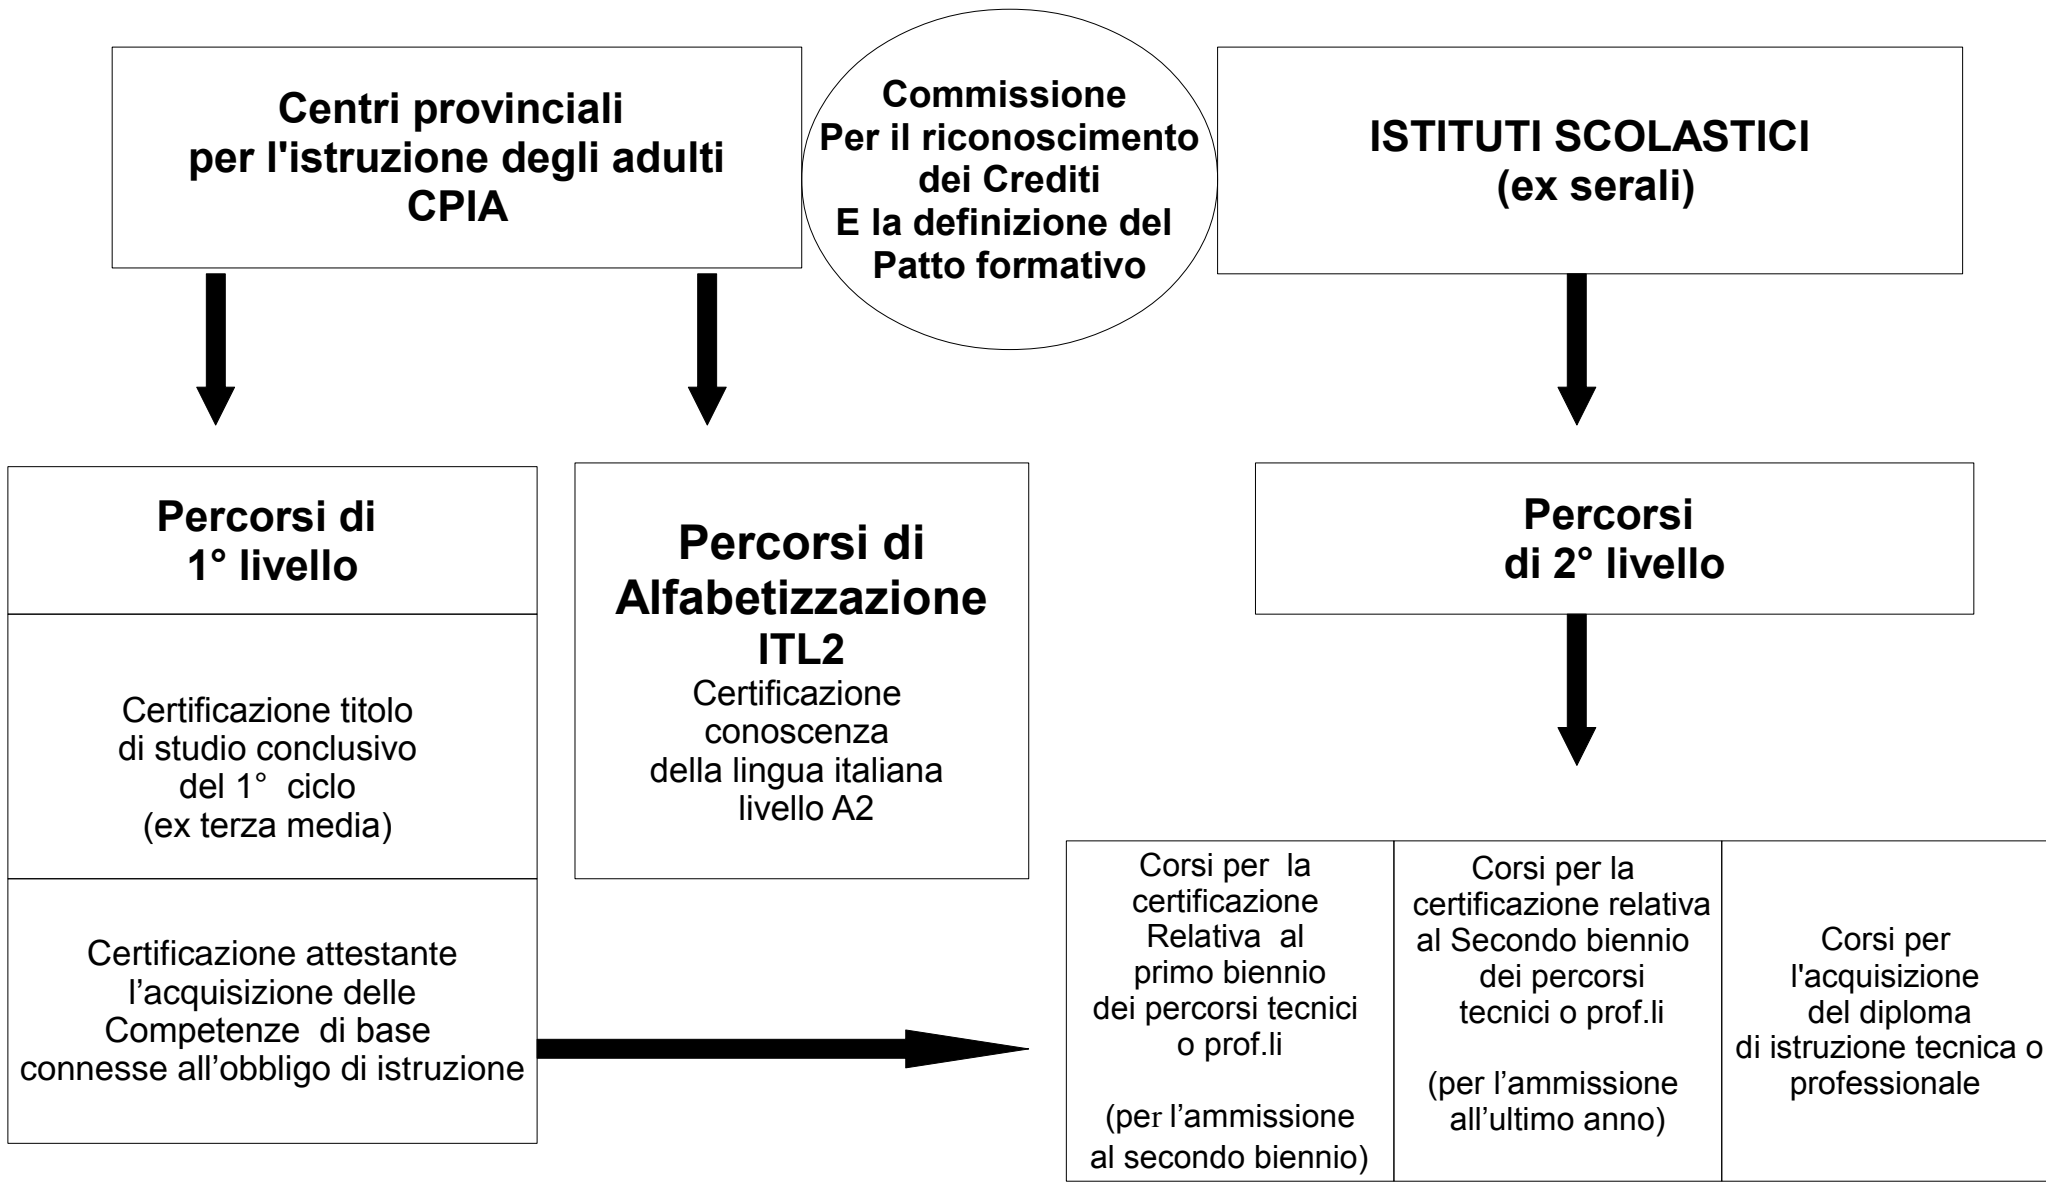 Centri provinciali
per l'istruzione degli adulti
CPIA
Commissione
Per il riconoscimento
dei Crediti
E la definizione del
Patto formativo
ISTITUTI SCOLASTICI
(ex serali)
Percorsi di
1° livello
Certificazione titolo
di studio conclusivo
del 1° ciclo
(ex terza media)
Certificazione attestante
l’acquisizione delle
Competenze di base
connesse all’obbligo di istruzione
Percorsi di
Alfabetizzazione
ITL2
Certificazione
conoscenza
della lingua italiana
livello A2
Percorsi
di 2° livello
Corsi per la
certificazione
Relativa al
primo biennio
dei percorsi tecnici
o prof.li
(per l’ammissione
al secondo biennio)
Corsi per la
certificazione relativa
al Secondo biennio
dei percorsi
tecnici o prof.li
(per l’ammissione
all’ultimo anno)
Corsi per
l'acquisizione
del diploma
di istruzione tecnica o
professionale